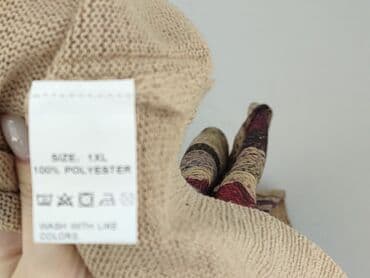 SIZE: 1XL
100% POLYESTER
WASH WITH LIKE
COLORS